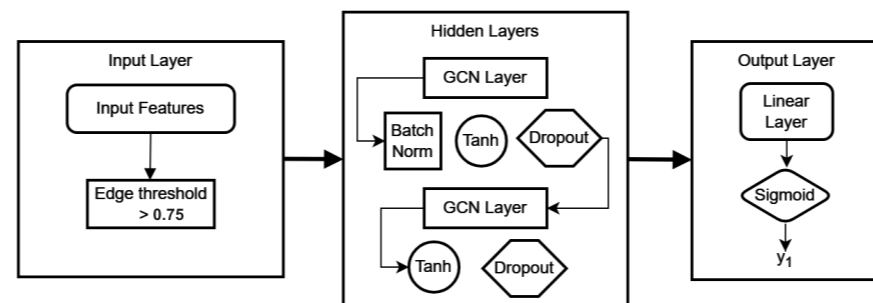 Input Layer
Input Features
Edge threshold
> 0.75
Hidden Layers
GCN Layer
Batch
Norm
Tanh
Dropout
GCN Layer
Tanh
Dropout
Output Layer
Linear
Layer
Sigmoid
y1